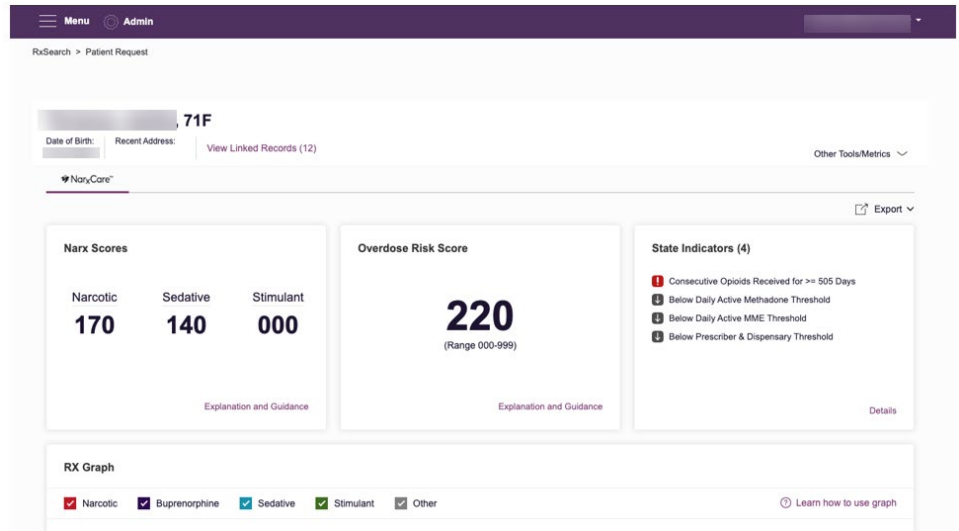 Menu Admin
RxSearch > Patient Request
, 71F
Date of Birth: Recent Address: View Linked Records (12)
Other Tools/Metrics
NarxCare™
Export
Narx Scores
Narcotic Sedative Stimulant
170 140 000
Explanation and Guidance
Overdose Risk Score
220
(Range 000-999)
Explanation and Guidance
State Indicators (4)
Consecutive Opioids Received for >= 505 Days
Below Daily Active Methadone Threshold
Below Daily Active MME Threshold
Below Prescriber & Dispensary Threshold
Details
RX Graph
Narcotic Buprenorphine Sedative Stimulant Other
Learn how to use graph